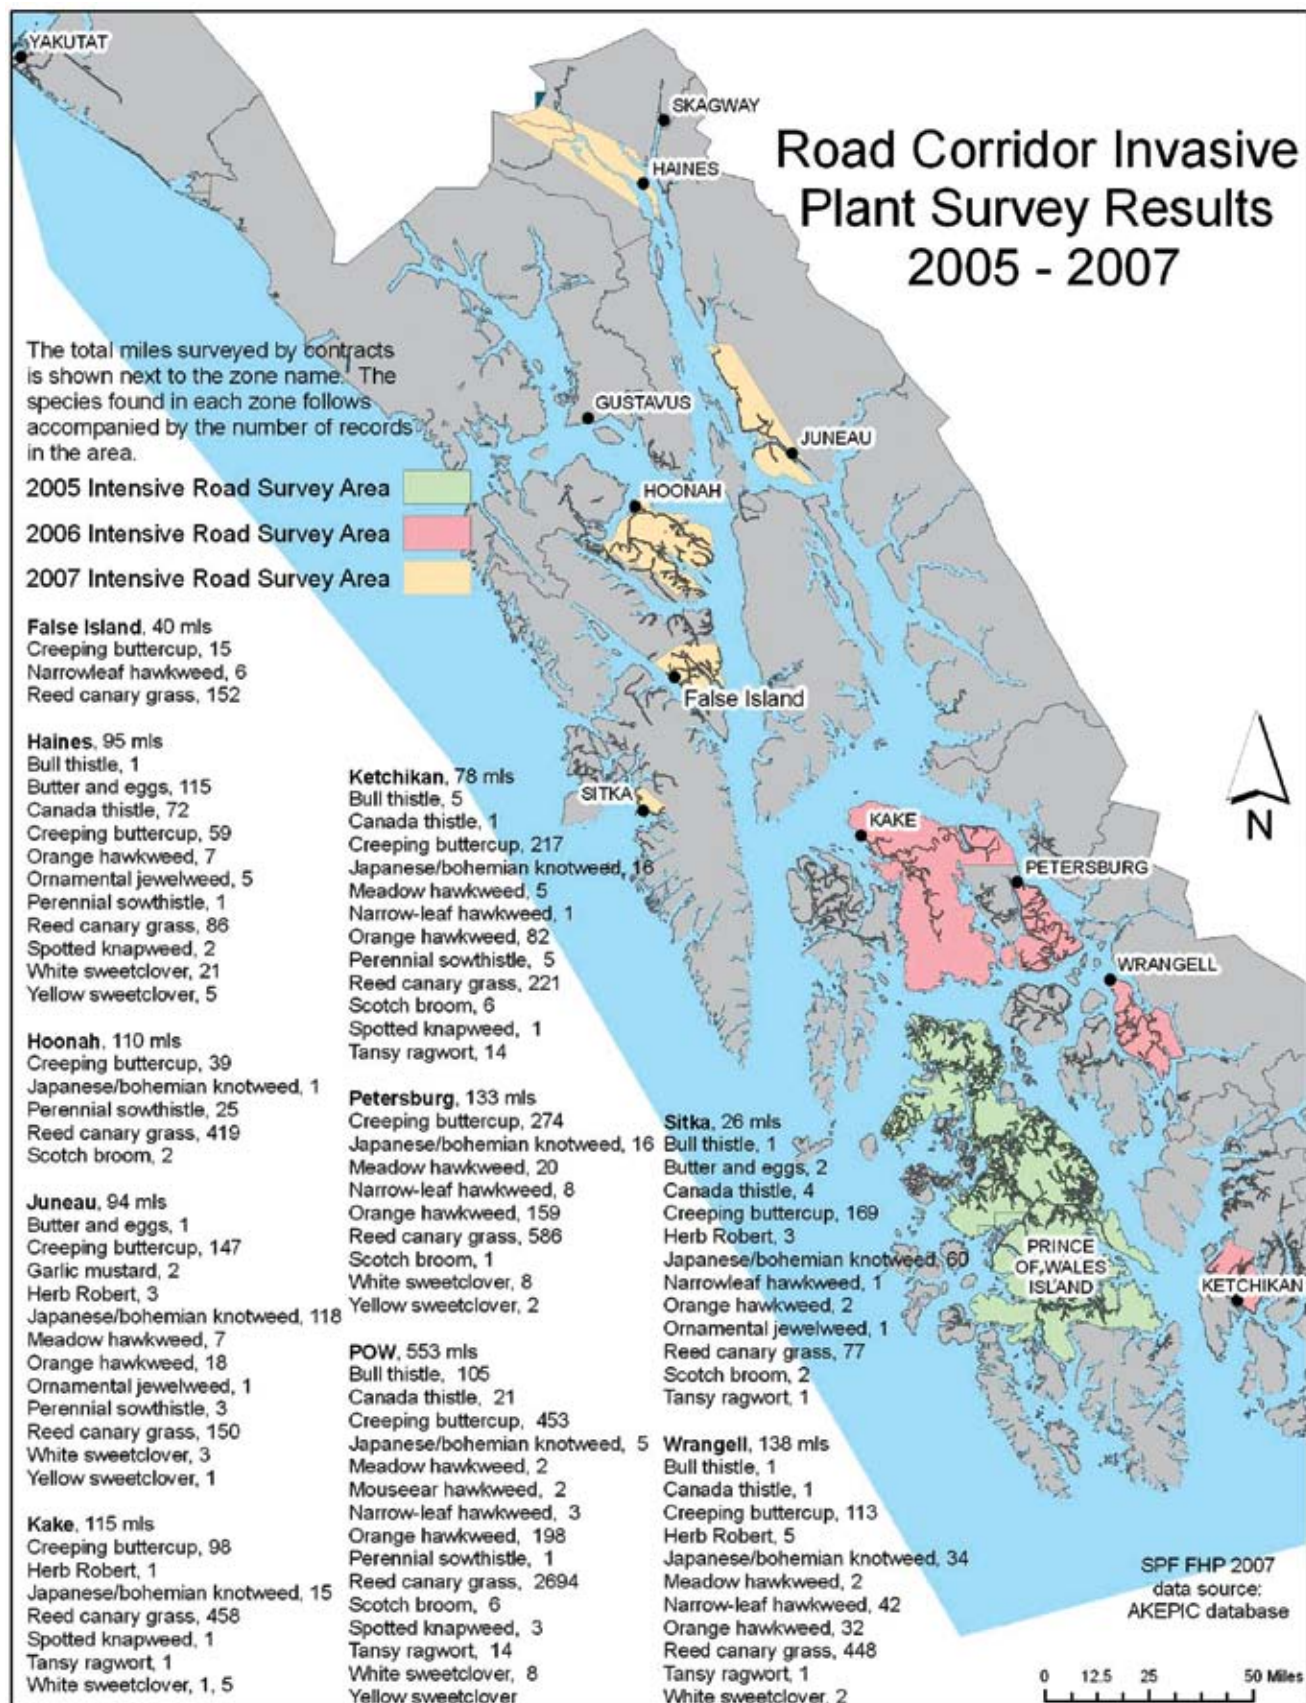 YAKUTAT
SKAGWAY
HAINES
Road Corridor Invasive
Plant Survey Results
2005 - 2007
The total miles surveyed by contracts
is shown next to the zone name. The
species found in each zone follows
accompanied by the number of records
in the area.
GUSTAVUS
JUNEAU
HOONAH
2005 Intensive Road Survey Area
2006 Intensive Road Survey Area
2007 Intensive Road Survey Area
False Island
SITKA
KAKE
PETERSBURG
WRANGELL
PRINCE
OF WALES
ISLAND
KETCHIKAN
N
False Island, 40 mls
Creeping buttercup, 15
Narrowleaf hawkweed, 6
Reed canary grass, 152
Haines, 95 mls
Bull thistle, 1
Butter and eggs, 115
Canada thistle, 72
Creeping buttercup, 59
Orange hawkweed, 7
Ornamental jewelweed, 5
Perennial sowthistle, 1
Reed canary grass, 86
Spotted knapweed, 2
White sweetclover, 21
Yellow sweetclover, 5
Hoonah, 110 mls
Creeping buttercup, 39
Japanese/bohemian knotweed, 1
Perennial sowthistle, 25
Reed canary grass, 419
Scotch broom, 2
Juneau, 94 mls
Butter and eggs, 1
Creeping buttercup, 147
Garlic mustard, 2
Herb Robert, 3
Japanese/bohemian knotweed, 118
Meadow hawkweed, 7
Orange hawkweed, 18
Ornamental jewelweed, 1
Perennial sowthistle, 3
Reed canary grass, 150
White sweetclover, 3
Yellow sweetclover, 1
Kake, 115 mls
Creeping buttercup, 98
Herb Robert, 1
Japanese/bohemian knotweed, 15
Reed canary grass, 458
Spotted knapweed, 1
Tansy ragwort, 1
White sweetclover, 1, 5
Ketchikan, 78 mls
Bull thistle, 5
Canada thistle, 1
Creeping buttercup, 217
Japanese/bohemian knotweed, 16
Meadow hawkweed, 5
Narrow-leaf hawkweed, 1
Orange hawkweed, 82
Perennial sowthistle, 5
Reed canary grass, 221
Scotch broom, 6
Spotted knapweed, 1
Tansy ragwort, 14
Petersburg, 133 mls
Creeping buttercup, 274
Japanese/bohemian knotweed, 16
Meadow hawkweed, 20
Narrow-leaf hawkweed, 8
Orange hawkweed, 159
Reed canary grass, 586
Scotch broom, 1
White sweetclover, 8
Yellow sweetclover, 2
POW, 553 mls
Bull thistle, 105
Canada thistle, 21
Creeping buttercup, 453
Japanese/bohemian knotweed, 5
Meadow hawkweed, 2
Mouseear hawkweed, 2
Narrow-leaf hawkweed, 3
Orange hawkweed, 198
Perennial sowthistle, 1
Reed canary grass, 2694
Scotch broom, 6
Spotted knapweed, 3
Tansy ragwort, 14
White sweetclover, 8
Yellow sweetclover
Sitka, 26 mls
Bull thistle, 1
Butter and eggs, 2
Canada thistle, 4
Creeping buttercup, 169
Herb Robert, 3
Japanese/bohemian knotweed, 60
Narrowleaf hawkweed, 1
Orange hawkweed, 2
Ornamental jewelweed, 1
Reed canary grass, 77
Scotch broom, 2
Tansy ragwort, 1
Wrangell, 138 mls
Bull thistle, 1
Canada thistle, 1
Creeping buttercup, 113
Herb Robert, 5
Japanese/bohemian knotweed, 34
Meadow hawkweed, 2
Narrow-leaf hawkweed, 42
Orange hawkweed, 32
Reed canary grass, 448
Tansy ragwort, 1
White sweetclover, 2
SPF FHP 2007
data source:
AKEPIC database
0 12.5 25 50 Miles